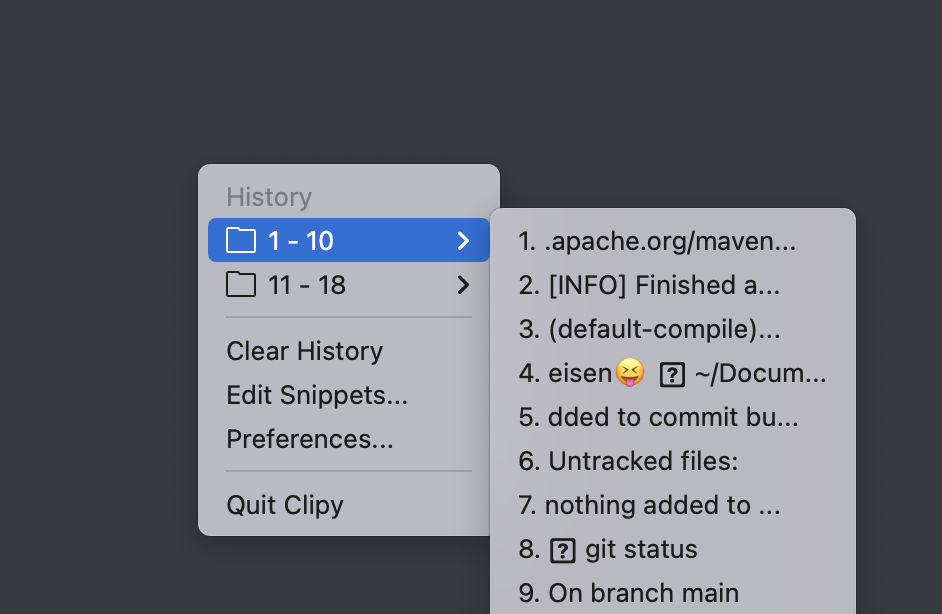 History
1 - 10
11 - 18
Clear History
Edit Snippets...
Preferences...
Quit Clipy
1. .apache.org/maven...
2. [INFO] Finished a...
3. (default-compile)...
4. eisen😝 ⍰ ~/Docum...
5. dded to commit bu...
6. Untracked files:
7. nothing added to ...
8. ⍰ git status
9. On branch main